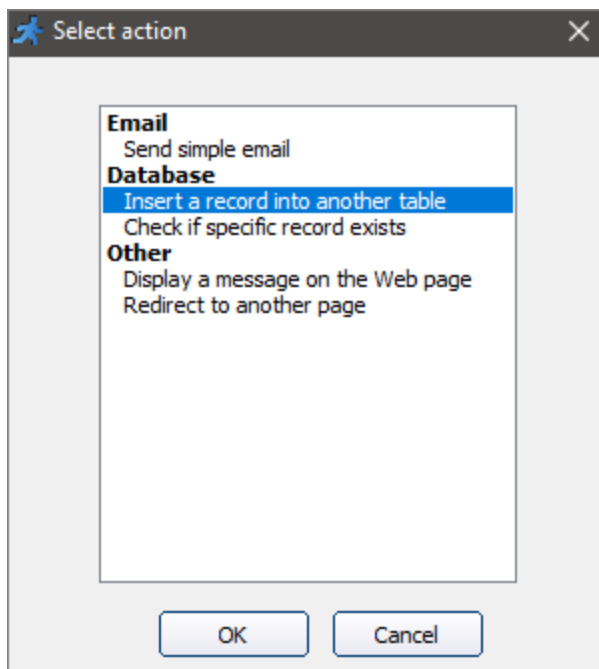 Select action
Email
Send simple email
Database
Insert a record into another table
Check if specific record exists
Other
Display a message on the Web page
Redirect to another page
OK
Cancel